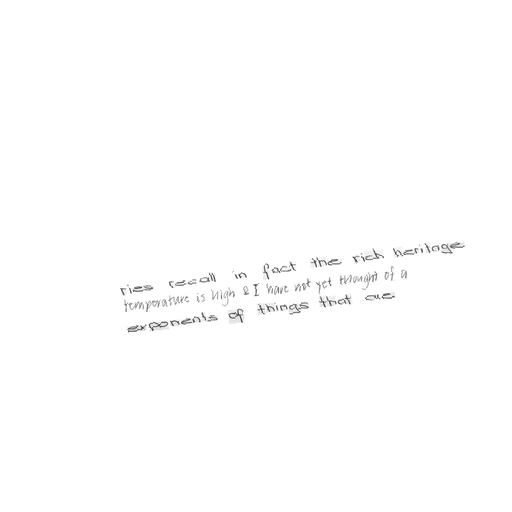 ries recall in fact the rich heritage
temperature is high & I have not yet thought of a
exponents of things that are